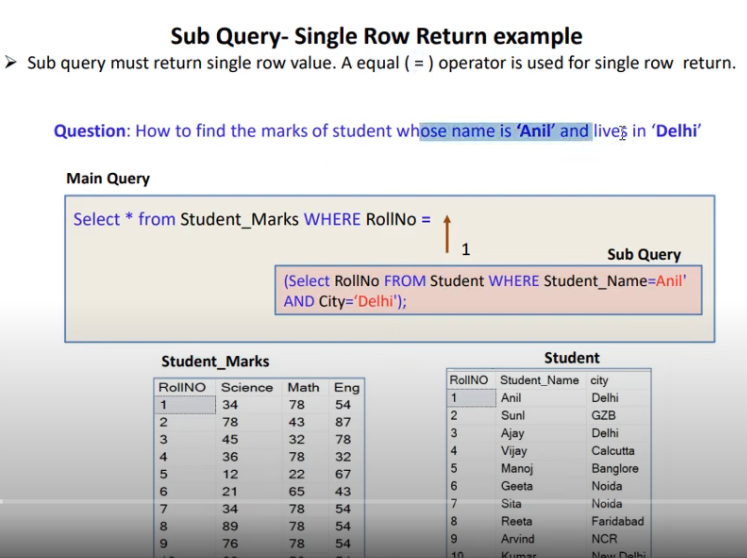 Sub Query- Single Row Return example
➢ Sub query must return single row value. A equal ( = ) operator is used for single row return.
Question: How to find the marks of student whose name is ‘Anil’ and lives in ‘Delhi’
Main Query
Select * from Student_Marks WHERE RollNo =
1
Sub Query
(Select RollNo FROM Student WHERE Student_Name=Anil'
AND City=‘Delhi');
Student_Marks
RollNO Science Math Eng
1 34 78 54
2 78 43 87
3 45 32 78
4 36 78 32
5 12 22 67
6 21 65 43
7 34 78 54
8 89 78 54
9 76 78 54
Student
RollNO Student_Name city
1 Anil Delhi
2 Sunl GZB
3 Ajay Delhi
4 Vijay Calcutta
5 Manoj Banglore
6 Geeta Noida
7 Sita Noida
8 Reeta Faridabad
9 Arvind NCR
10 Kumar New Delhi